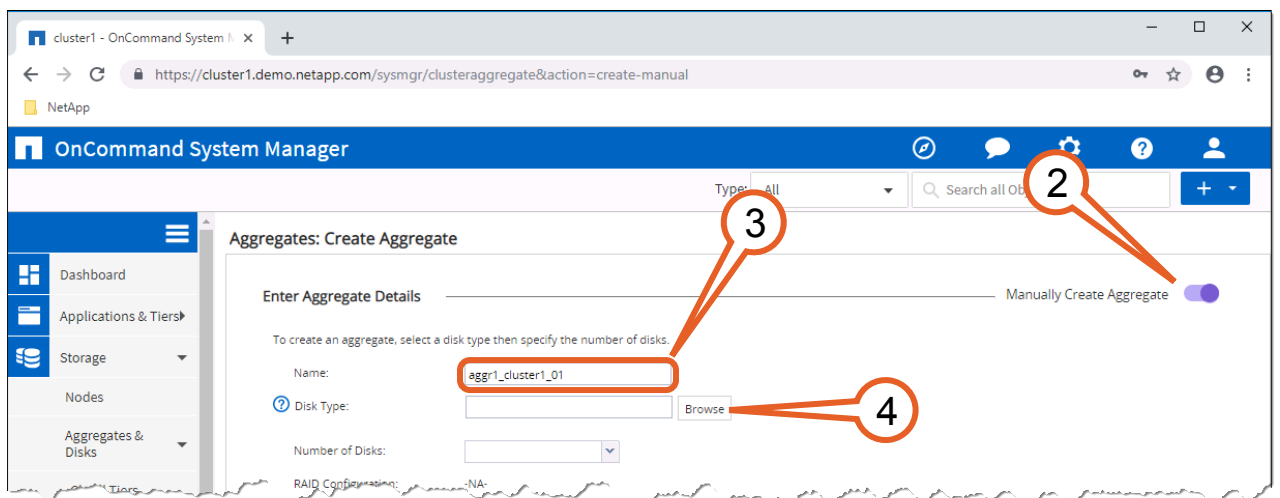 cluster1 - OnCommand System M
https://cluster1.demo.netapp.com/sysmgr/clusteraggregate&action=create-manual
NetApp
OnCommand System Manager
Type: All
Search all Ob
2
3
Aggregates: Create Aggregate
Dashboard
Enter Aggregate Details
Manually Create Aggregate
Applications & Tiers
To create an aggregate, select a disk type then specify the number of disks.
Storage
Name:
aggr1_cluster1_01
Nodes
Disk Type:
Browse
4
Aggregates &
Disks
Number of Disks:
RAID Configuration:
-NA-
Tiers